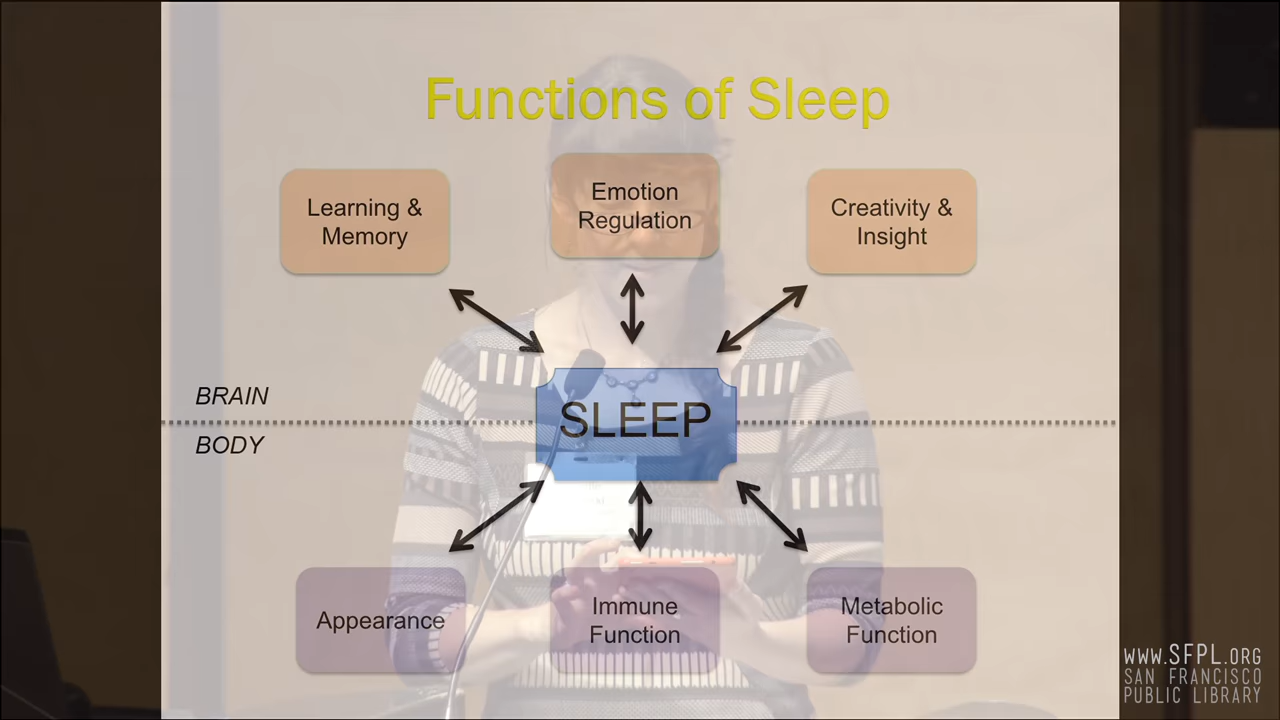 Functions of Sleep
Learning &
Memory
Emotion
Regulation
Creativity &
Insight
BRAIN
SLEEP
BODY
Appearance
Immune
Function
Metabolic
Function
WWW.SFPL.ORG
SAN FRANCISCO
PUBLIC LIBRARY